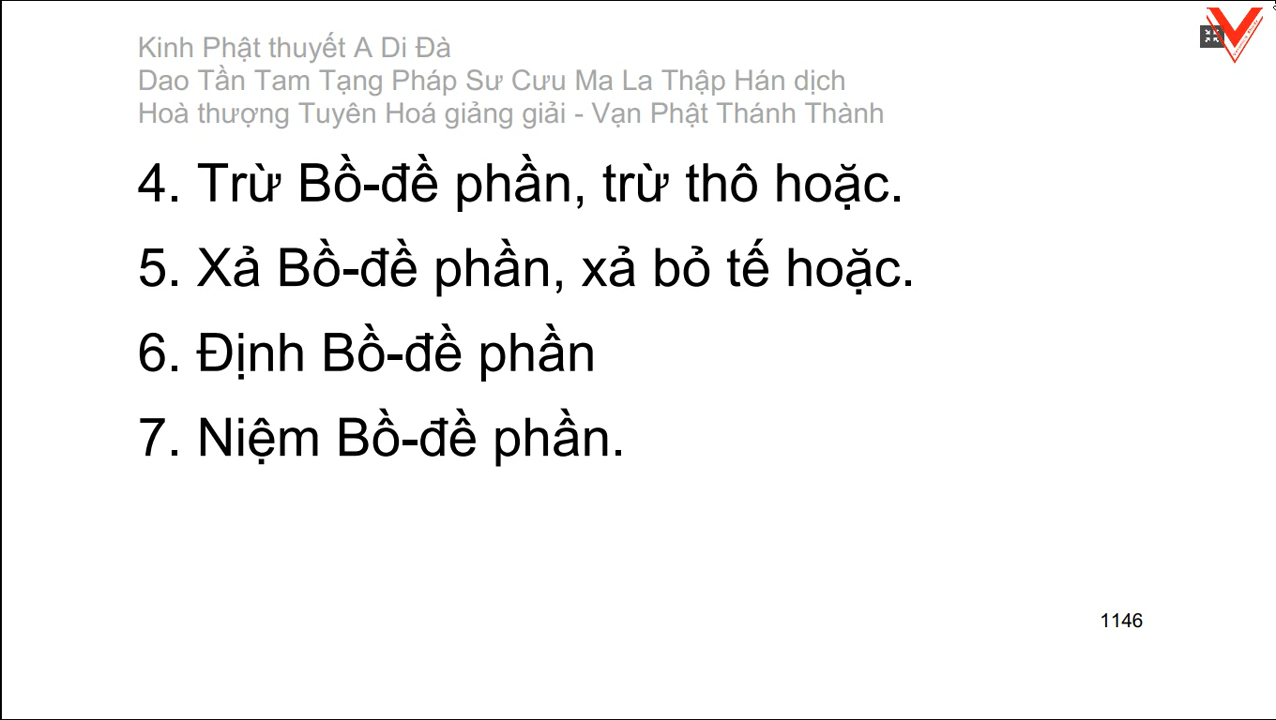 Kinh Phật thuyết A Di Đà
Dao Tần Tam Tạng Pháp Sư Cưu Ma La Thập Hán dịch
Hoà thượng Tuyên Hoá giảng giải - Vạn Phật Thánh Thành
4. Trừ Bồ-đề phần, trừ thô hoặc.
5. Xả Bồ-đề phần, xả bỏ tế hoặc.
6. Định Bồ-đề phần
7. Niệm Bồ-đề phần.
1146